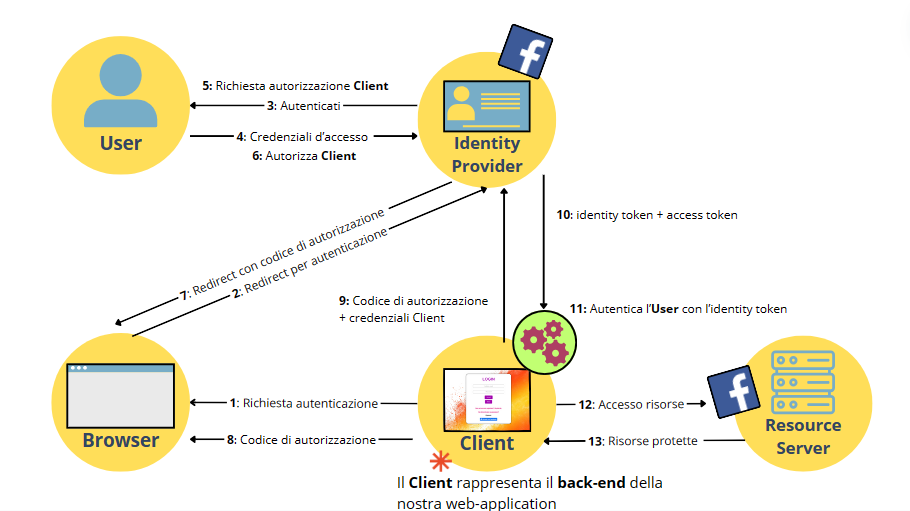 5: Richiesta autorizzazione Client
3: Autenticati
4: Credenziali d'accesso
6: Autorizza Client
User
Identity
Provider
10: identity token + access token
7: Redirect con codice di autorizzazione
2: Redirect per autenticazione
9: Codice di autorizzazione
+ credenziali Client
11: Autentica l'User con l'identity token
LOGIN
1: Richiesta autenticazione
12: Accesso risorse
8: Codice di autorizzazione
13: Risorse protette
Browser
Client
Resource
Server
Il Client rappresenta il back-end della
nostra web-application